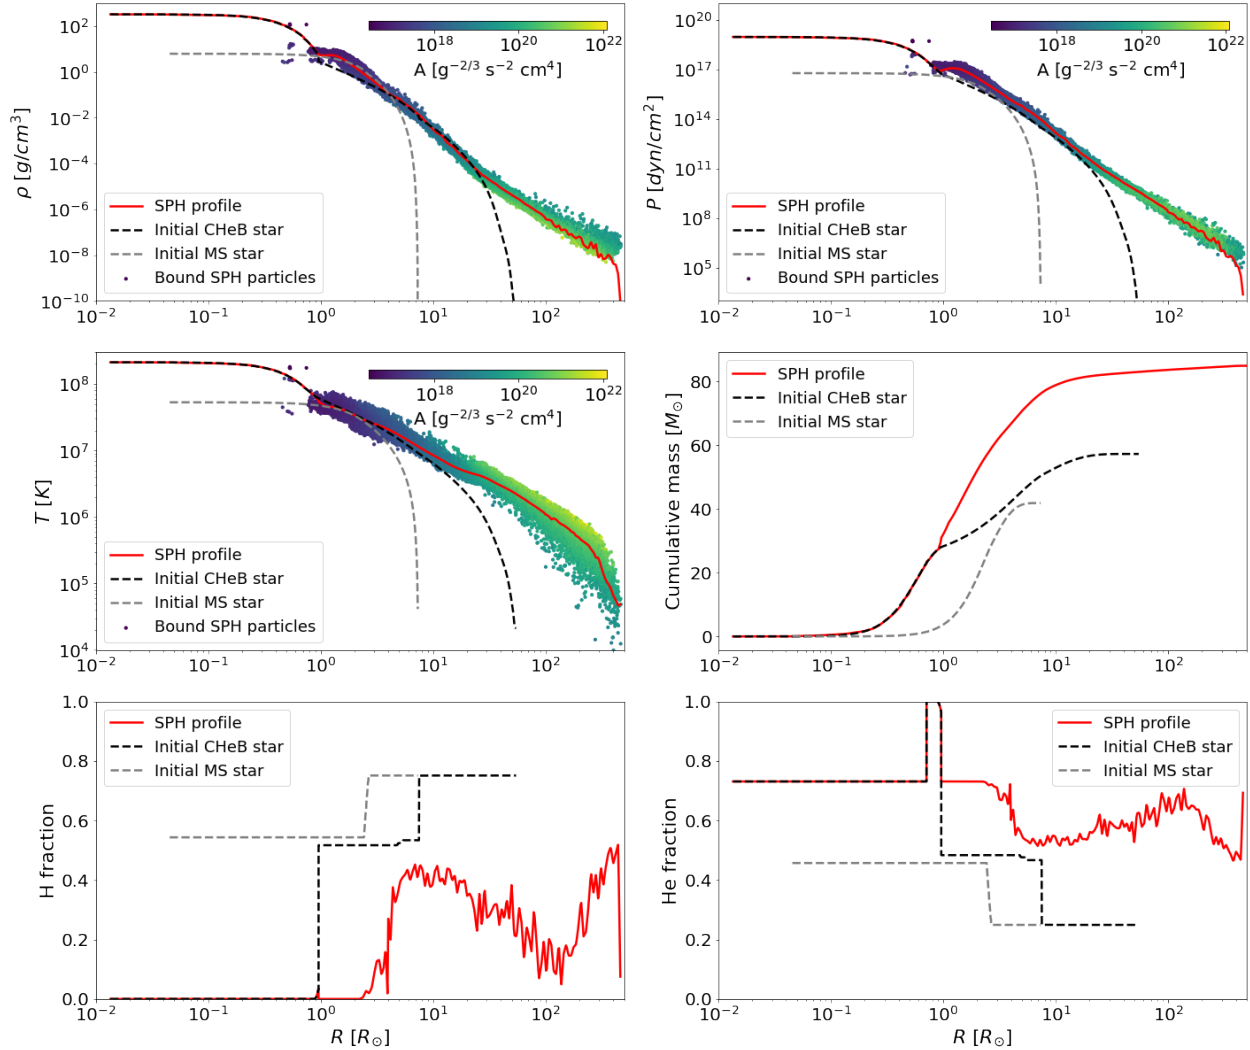 10^2
10^0
10^−2
10^−4
10^−6
10^−8
10^−10
ρ [g/cm^3]
10^18 10^20 10^22
A [g^−2/3 s^−2 cm^4]
SPH profile
Initial CHeB star
Initial MS star
Bound SPH particles
10^−2 10^−1 10^0 10^1 10^2
10^20
10^17
10^14
10^11
10^8
10^5
P [dyn/cm^2]
10^18 10^20 10^22
A [g^−2/3 s^−2 cm^4]
SPH profile
Initial CHeB star
Initial MS star
Bound SPH particles
10^−2 10^−1 10^0 10^1 10^2
10^8
10^7
10^6
10^5
10^4
T [K]
10^18 10^20 10^22
A [g^−2/3 s^−2 cm^4]
SPH profile
Initial CHeB star
Initial MS star
Bound SPH particles
10^−2 10^−1 10^0 10^1 10^2
80
60
40
20
0
Cumulative mass [M⊙]
SPH profile
Initial CHeB star
Initial MS star
10^−2 10^−1 10^0 10^1 10^2
1.0
0.8
0.6
0.4
0.2
0.0
H fraction
SPH profile
Initial CHeB star
Initial MS star
10^−2 10^−1 10^0 10^1 10^2
R [R⊙]
1.0
0.8
0.6
0.4
0.2
0.0
He fraction
SPH profile
Initial CHeB star
Initial MS star
10^−2 10^−1 10^0 10^1 10^2
R [R⊙]